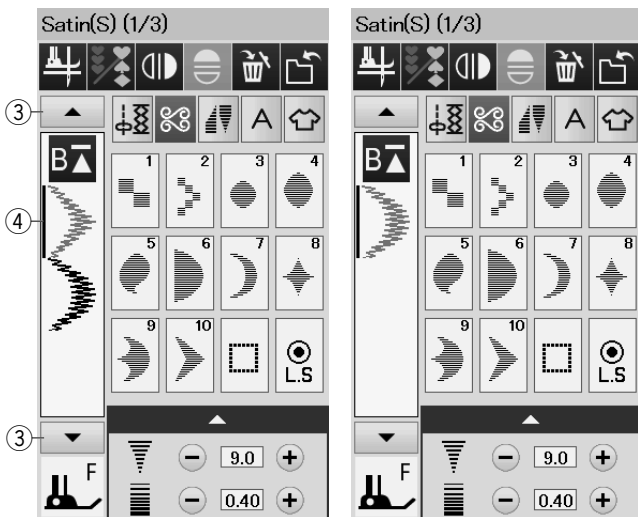 Satin(S) (1/3)
③
A
B
1 2 3 4
④
5 6 7 8
9 10
L.S
③
9.0
F
0.40
Satin(S) (1/3)
A
B
1 2 3 4
5 6 7 8
9 10
L.S
9.0
F
0.40